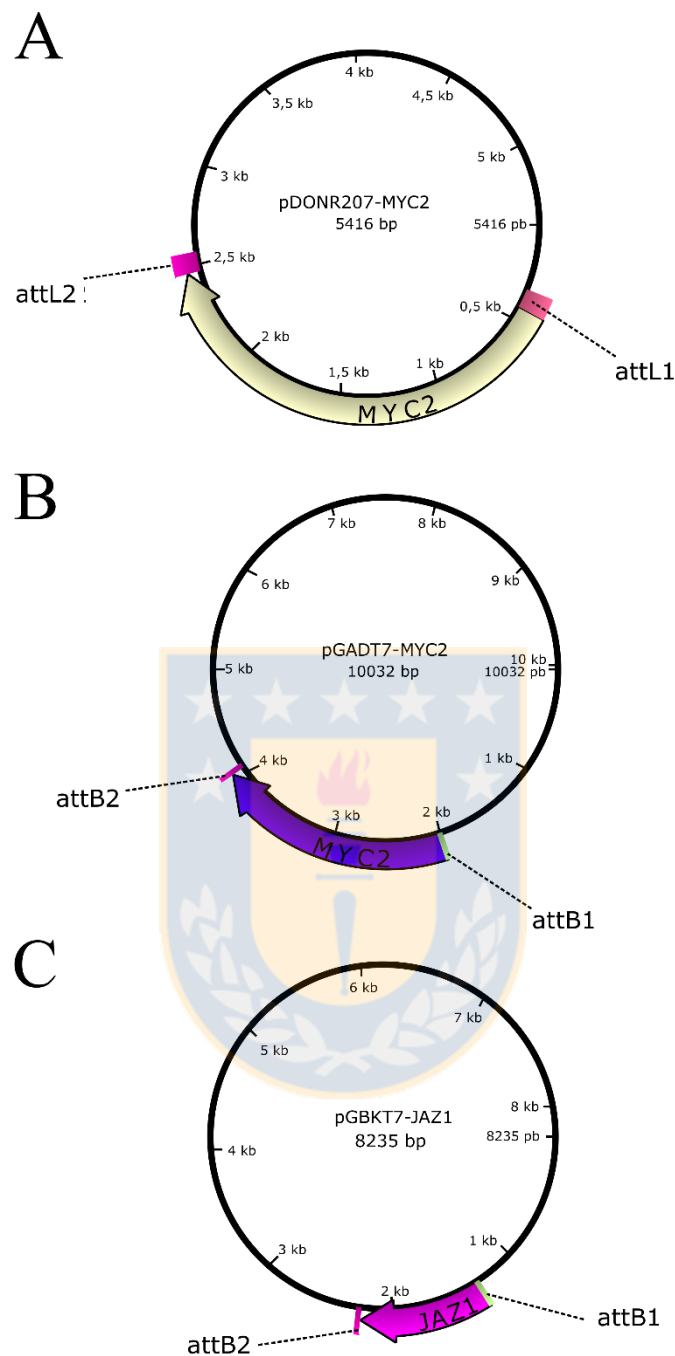 A
4 kb
4,5 kb
3,5 kb
5 kb
3 kb
pDONR207-MYC2
5416 bp
5416 pb
2,5 kb
attL2
0,5 kb
2 kb
1 kb
1,5 kb
attL1
MYC2
B
7 kb
8 kb
6 kb
9 kb
pGADT7-MYC2
10032 bp
10 kb
10032 pb
5 kb
4 kb
1 kb
attB2
3 kb
2 kb
MYC2
attB1
C
6 kb
7 kb
5 kb
8 kb
pGBKT7-JAZ1
8235 bp
8235 pb
4 kb
3 kb
1 kb
2 kb
JAZ1
attB1
attB2